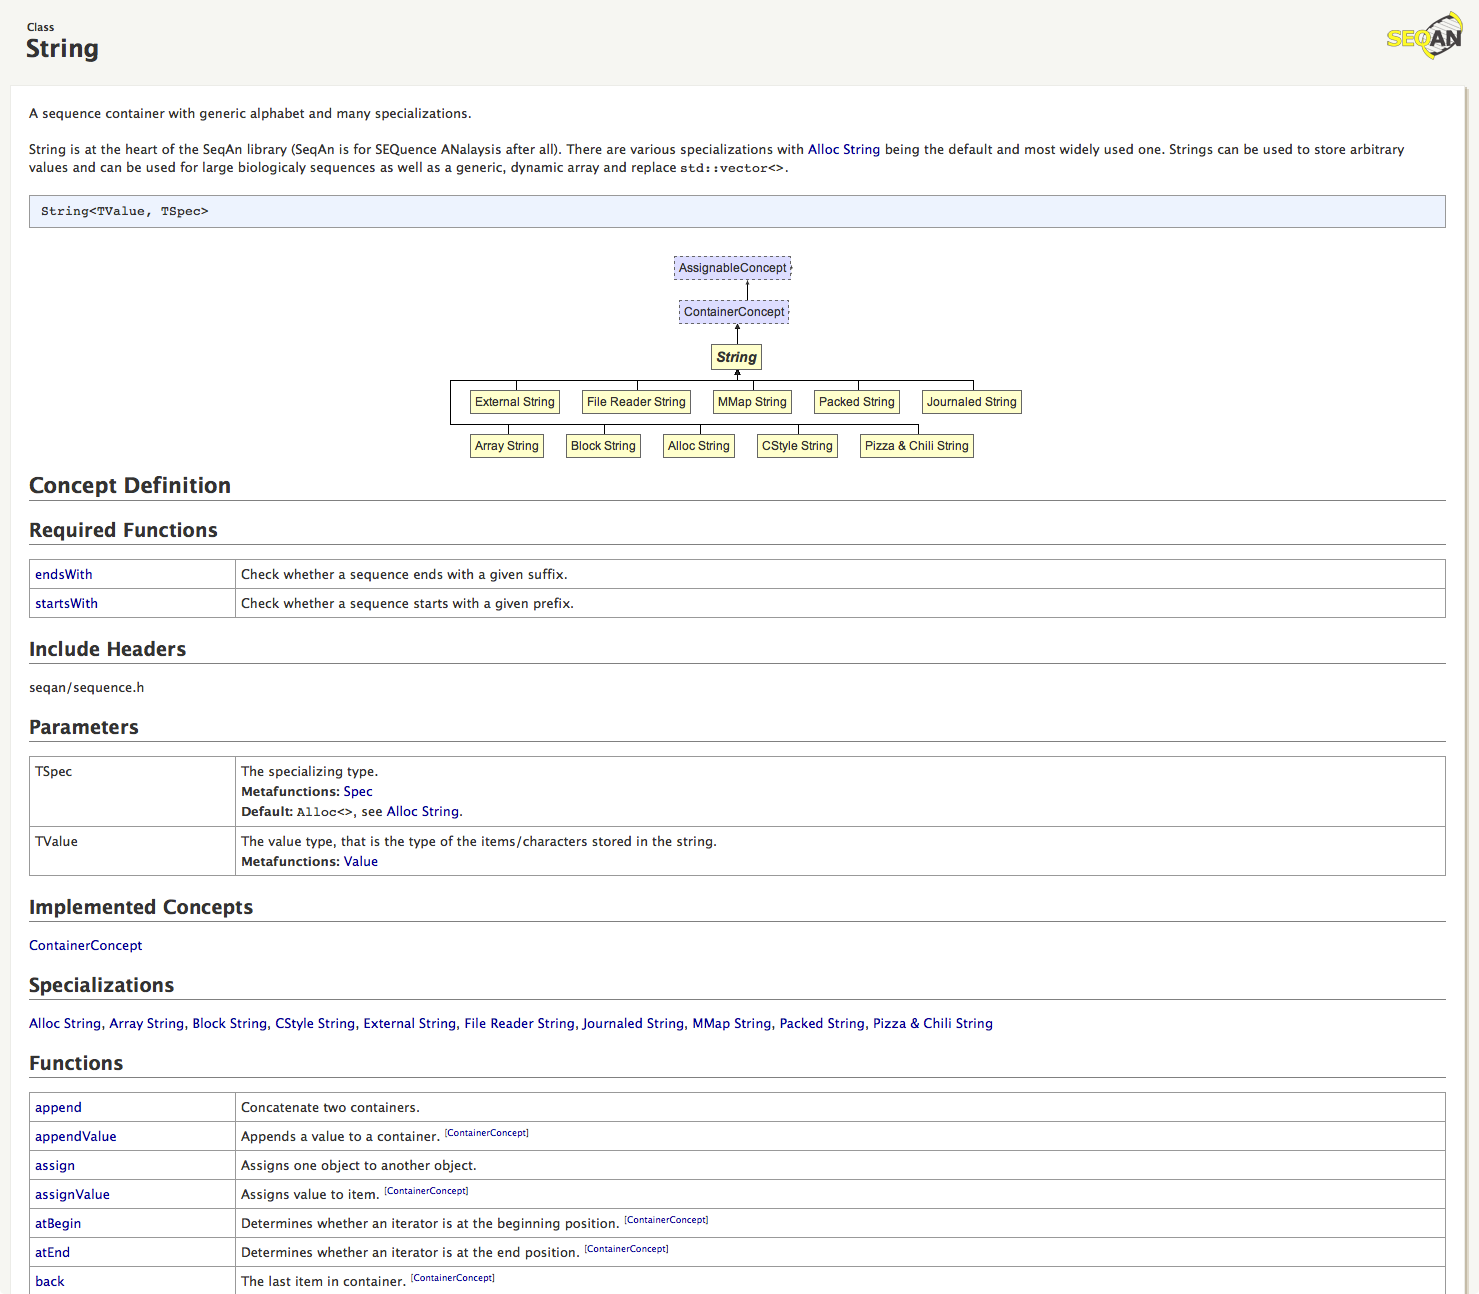 Class
String
SEQAN
A sequence container with generic alphabet and many specializations.
String is at the heart of the SeqAn library (SeqAn is for SEQuence ANalaysis after all). There are various specializations with Alloc String being the default and most widely used one. Strings can be used to store arbitrary
values and can be used for large biologicaly sequences as well as a generic, dynamic array and replace std::vector<>.
String<TValue, TSpec>
AssignableConcept
ContainerConcept
String
External String File Reader String MMap String Packed String Journaled String
Array String Block String Alloc String CStyle String Pizza & Chili String
Concept Definition
Required Functions
endsWith Check whether a sequence ends with a given suffix.
startsWith Check whether a sequence starts with a given prefix.
Include Headers
seqan/sequence.h
Parameters
TSpec The specializing type.
Metafunctions: Spec
Default: Alloc<>, see Alloc String.
TValue The value type, that is the type of the items/characters stored in the string.
Metafunctions: Value
Implemented Concepts
ContainerConcept
Specializations
Alloc String, Array String, Block String, CStyle String, External String, File Reader String, Journaled String, MMap String, Packed String, Pizza & Chili String
Functions
append Concatenate two containers.
appendValue Appends a value to a container. [ContainerConcept]
assign Assigns one object to another object.
assignValue Assigns value to item. [ContainerConcept]
atBegin Determines whether an iterator is at the beginning position. [ContainerConcept]
atEnd Determines whether an iterator is at the end position. [ContainerConcept]
back The last item in container. [ContainerConcept]